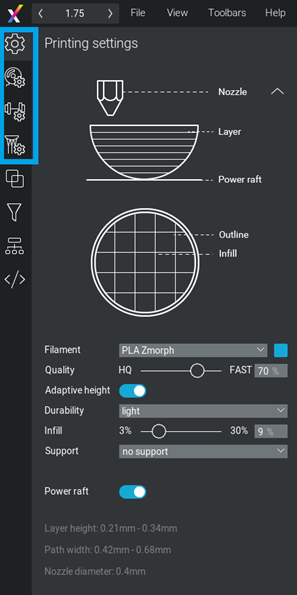 1.75 File View Toolbars Help
Printing settings
Nozzle
Layer
Power raft
Outline
Infill
Filament PLA Zmorph
Quality HQ FAST 70 %
Adaptive height
Durability light
Infill 3% 30% 9 %
Support no support
Power raft
Layer height: 0.21mm - 0.34mm
Path width: 0.42mm - 0.68mm
Nozzle diameter: 0.4mm